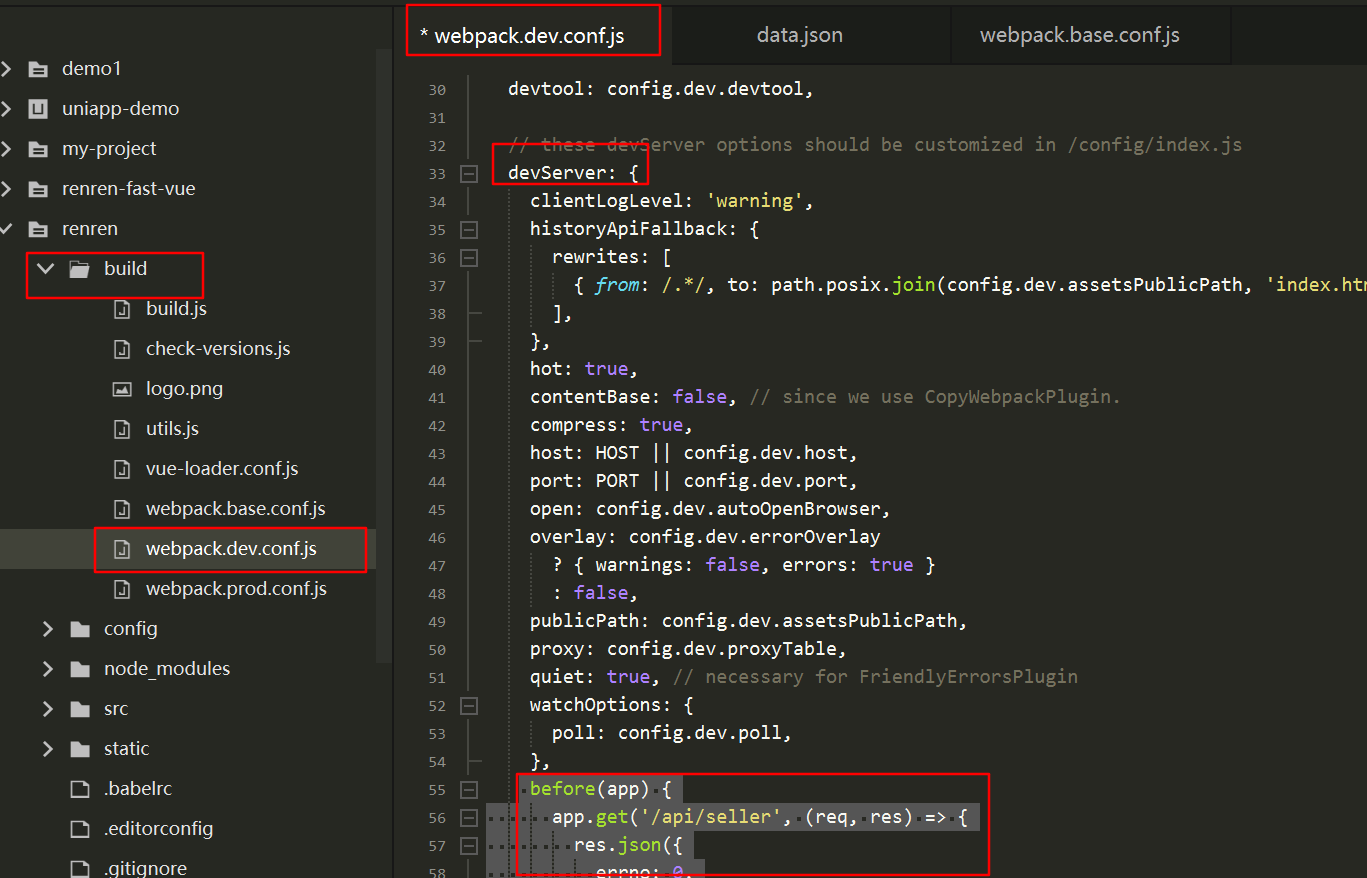 demo1
uniapp-demo
my-project
renren-fast-vue
renren
build
build.js
check-versions.js
logo.png
utils.js
vue-loader.conf.js
webpack.base.conf.js
webpack.dev.conf.js
webpack.prod.conf.js
config
node_modules
src
static
.babelrc
.editorconfig
.gitignore
* webpack.dev.conf.js
data.json
webpack.base.conf.js
30 devtool: config.dev.devtool,
31
32 // these devServer options should be customized in /config/index.js
33 devServer: {
34 clientLogLevel: 'warning',
35 historyApiFallback: {
36 rewrites: [
37 { from: /.*/, to: path.posix.join(config.dev.assetsPublicPath, 'index.htm
38 ],
39 },
40 hot: true,
41 contentBase: false, // since we use CopyWebpackPlugin.
42 compress: true,
43 host: HOST || config.dev.host,
44 port: PORT || config.dev.port,
45 open: config.dev.autoOpenBrowser,
46 overlay: config.dev.errorOverlay
47 ? { warnings: false, errors: true }
48 : false,
49 publicPath: config.dev.assetsPublicPath,
50 proxy: config.dev.proxyTable,
51 quiet: true, // necessary for FriendlyErrorsPlugin
52 watchOptions: {
53 poll: config.dev.poll,
54 },
55 before(app) {
56 app.get('/api/seller', (req, res) => {
57 res.json({
58 errno: 0,